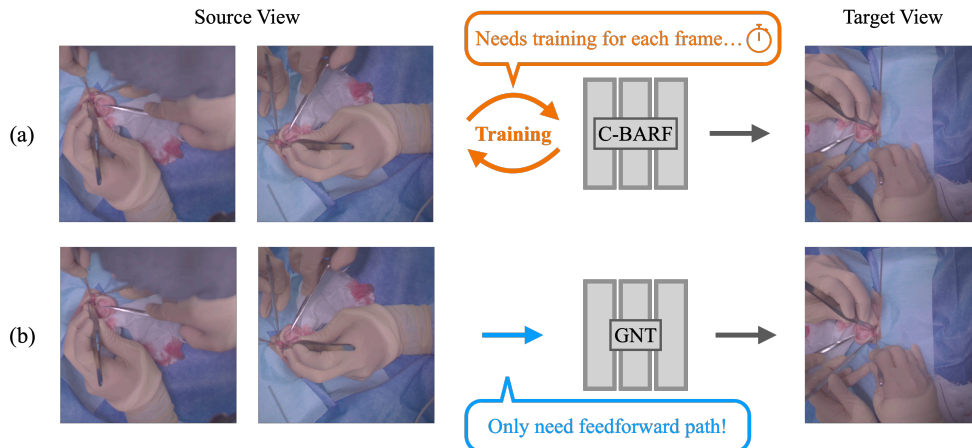 Source View
Target View
Needs training for each frame…
(a)
Training
C-BARF
(b)
GNT
Only need feedforward path!